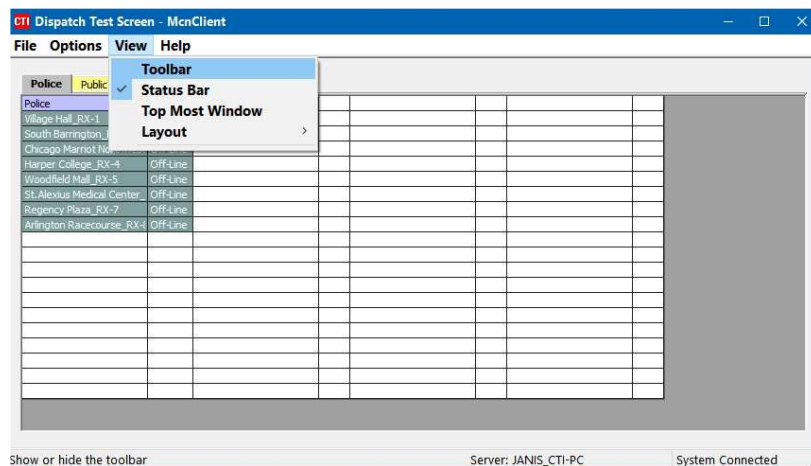 CTI Dispatch Test Screen - McnClient
File Options View Help
Toolbar
Status Bar
Top Most Window
Layout
Police Public
Police
Village Hall_RX-1
South Barrington_
Chicago Marriot
Harper College_RX-4 Off-Line
Woodfield Mall_RX-5 Off-Line
St.Alexius Medical Center_ Off-Line
Regency Plaza_RX-7 Off-Line
Arlington Racecourse_RX- Off-Line
Show or hide the toolbar Server: JANIS_CTI-PC System Connected